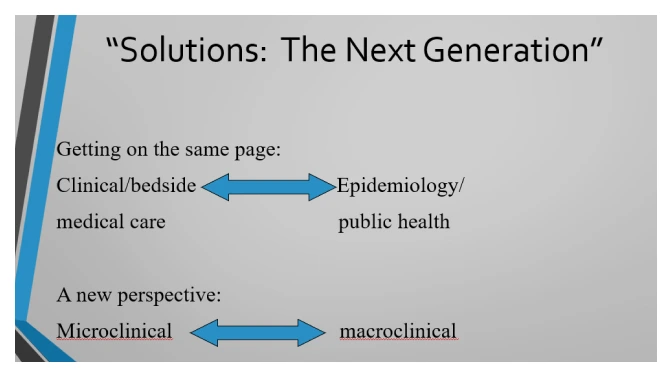 “Solutions:  The Next Generation”
Getting on the same page:
Clinical/bedside Epidemiology/
medical care public health
A new perspective:
Microclinical macroclinical